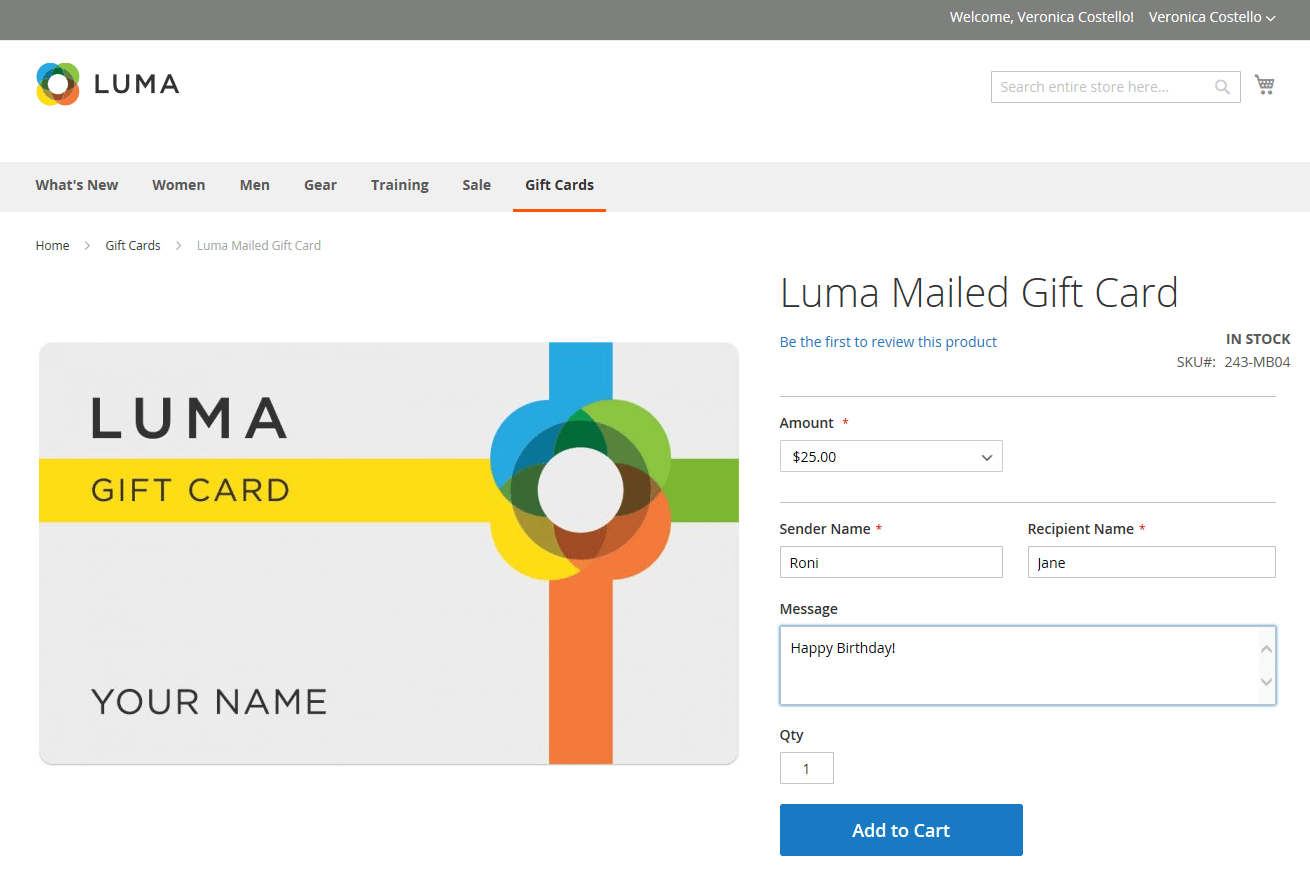 Welcome, Veronica Costello! Veronica Costello
LUMA
Search entire store here...
What's New Women Men Gear Training Sale Gift Cards
Home Gift Cards Luma Mailed Gift Card
Luma Mailed Gift Card
Be the first to review this product
IN STOCK
SKU#: 243-MB04
LUMA
GIFT CARD
YOUR NAME
Amount *
$25.00
Sender Name * Recipient Name *
Roni Jane
Message
Happy Birthday!
Qty
1
Add to Cart